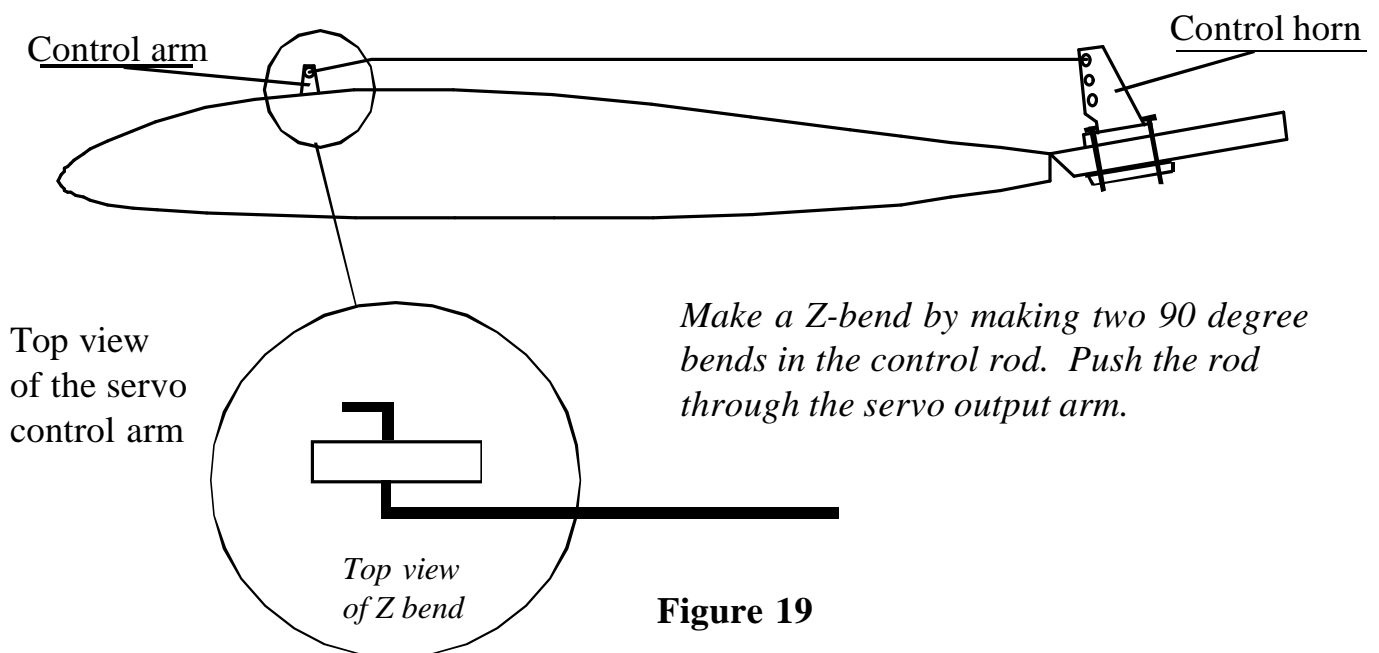 Control arm
Control horn
Top view
of the servo
control arm
Make a Z-bend by making two 90 degree
bends in the control rod. Push the rod
through the servo output arm.
Top view
of Z bend
Figure 19